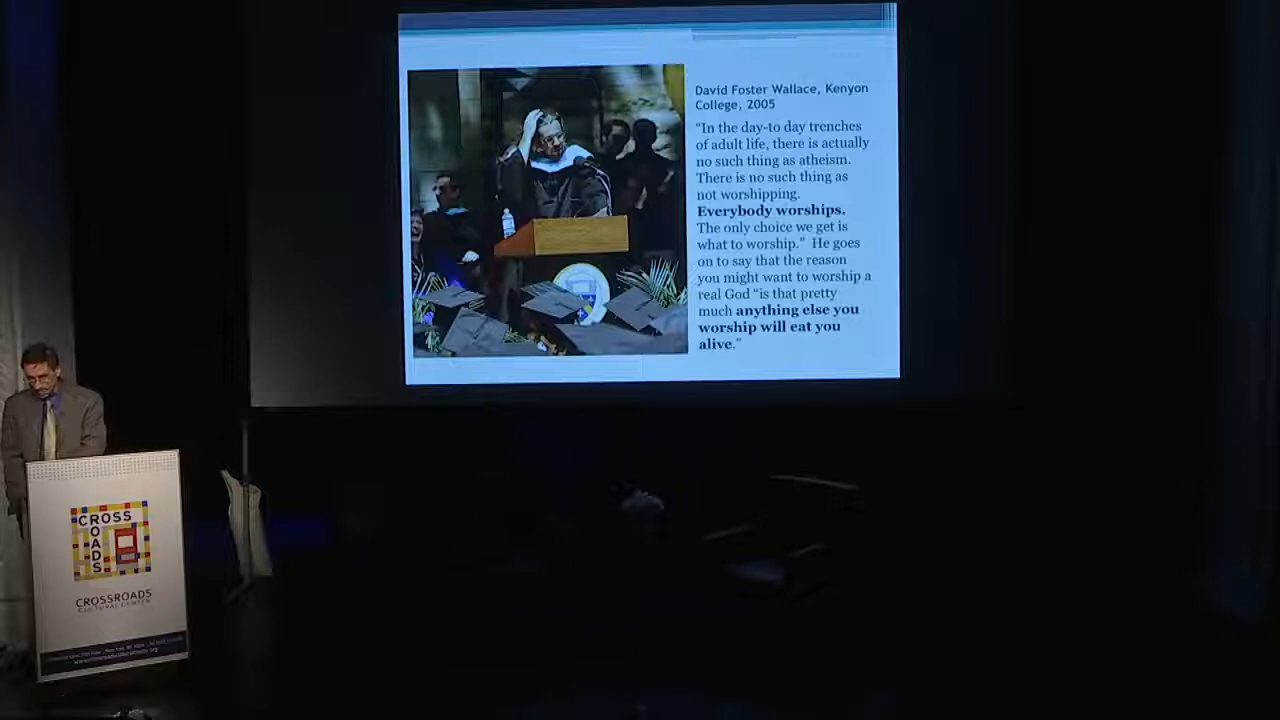 David Foster Wallace, Kenyon
College, 2005
“In the day-to day trenches
of adult life, there is actually
no such thing as atheism.
There is no such thing as
not worshipping.
Everybody worships.
The only choice we get is
what to worship.” He goes
on to say that the reason
you might want to worship a
real God “is that pretty
much anything else you
worship will eat you
alive.”
CROSS
ROADS
CROSSROADS
CULTURAL CENTER